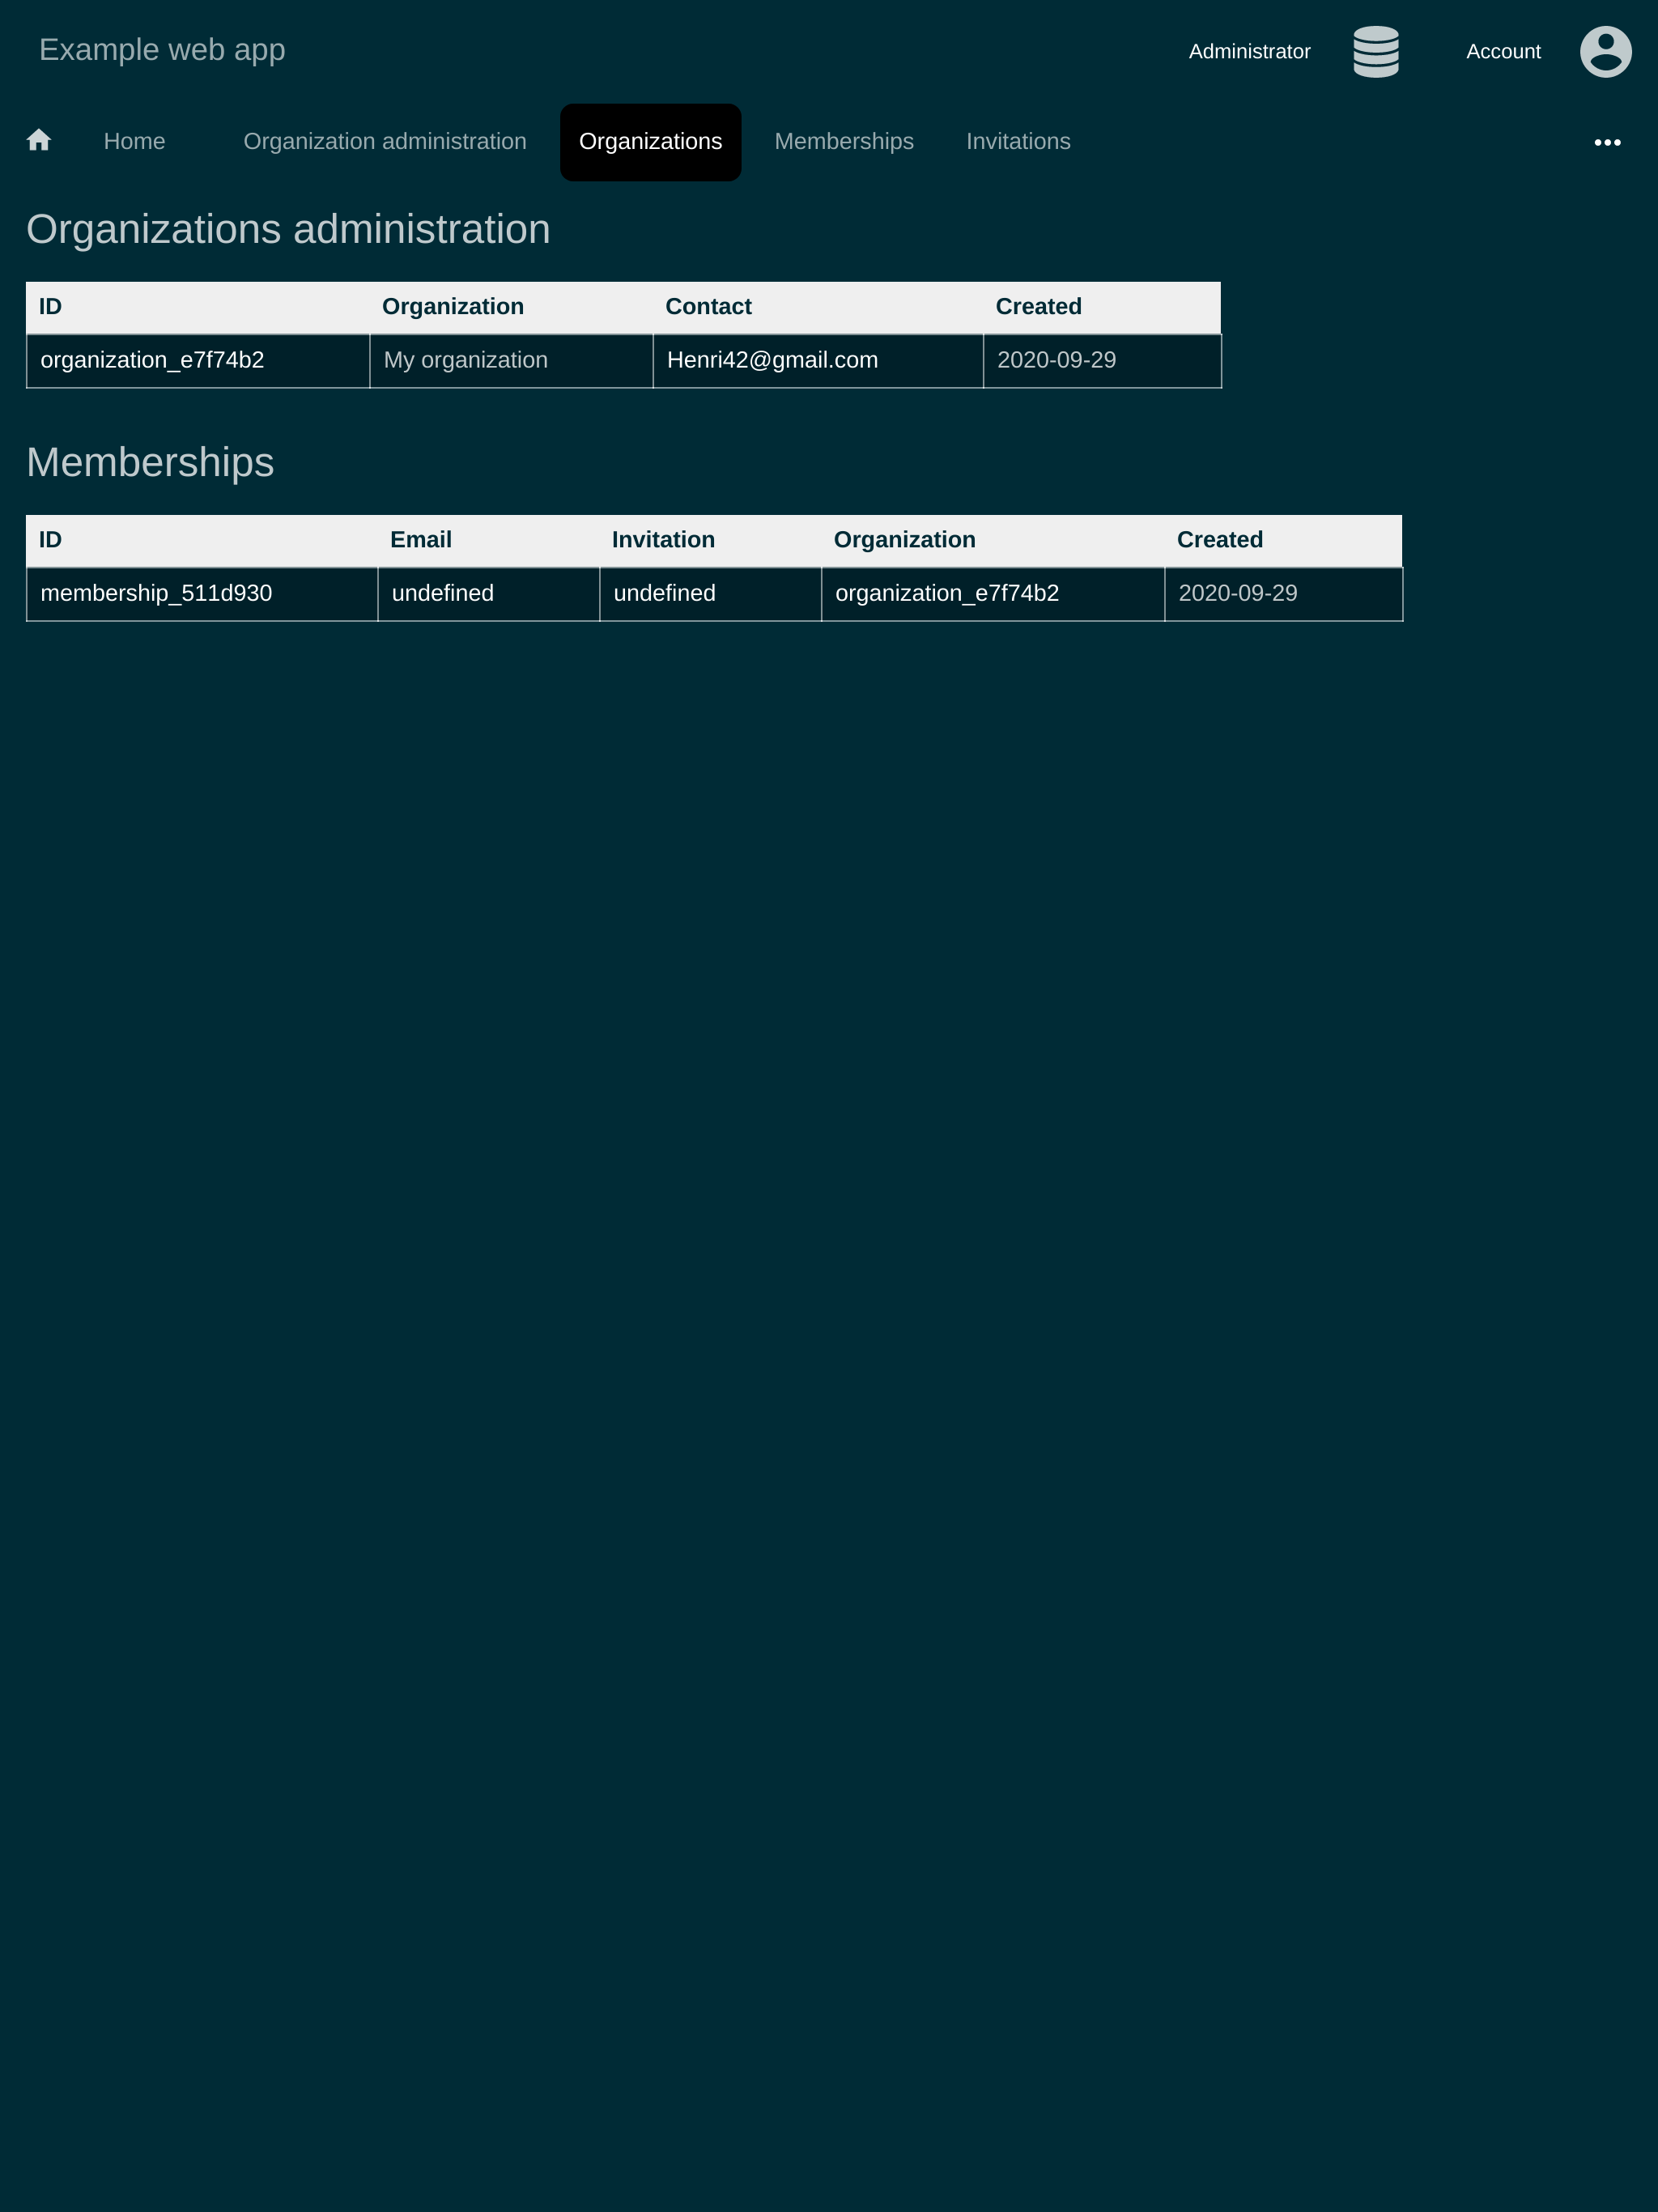 Example web app
Administrator
Account
Home
Organization administration
Organizations
Memberships
Invitations
Organizations administration
ID Organization Contact Created
organization_e7f74b2 My organization Henri42@gmail.com 2020-09-29
Memberships
ID Email Invitation Organization Created
membership_511d930 undefined undefined organization_e7f74b2 2020-09-29